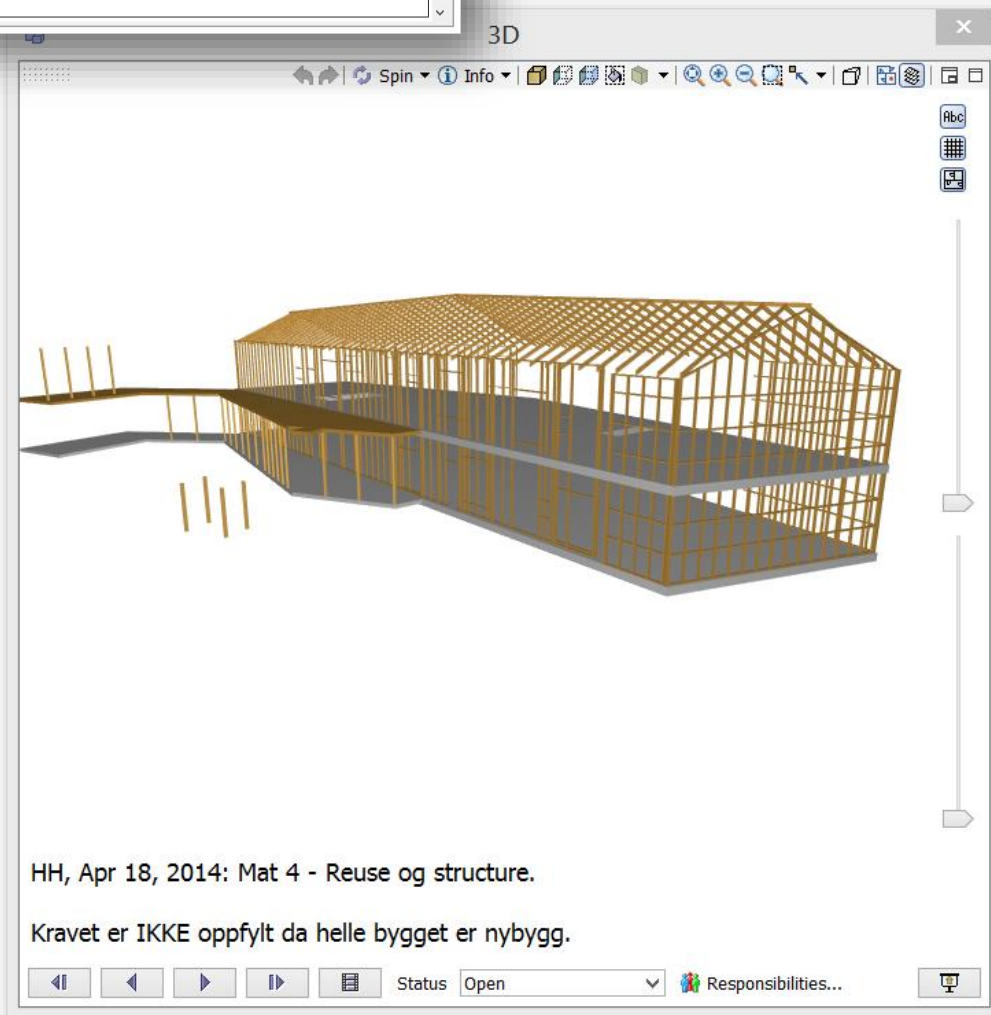 3D
Spin Info
Abc
HH, Apr 18, 2014: Mat 4 - Reuse og structure.
Kravet er IKKE oppfylt da helle bygget er nybygg.
Status Open Responsibilities...